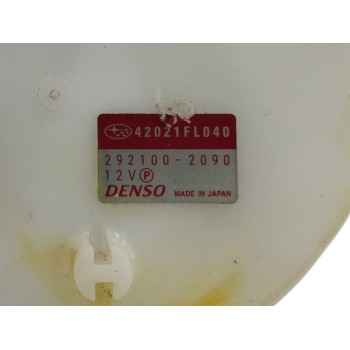 42021FL040
292100-2090
12V Ⓟ
DENSO MADE IN JAPAN